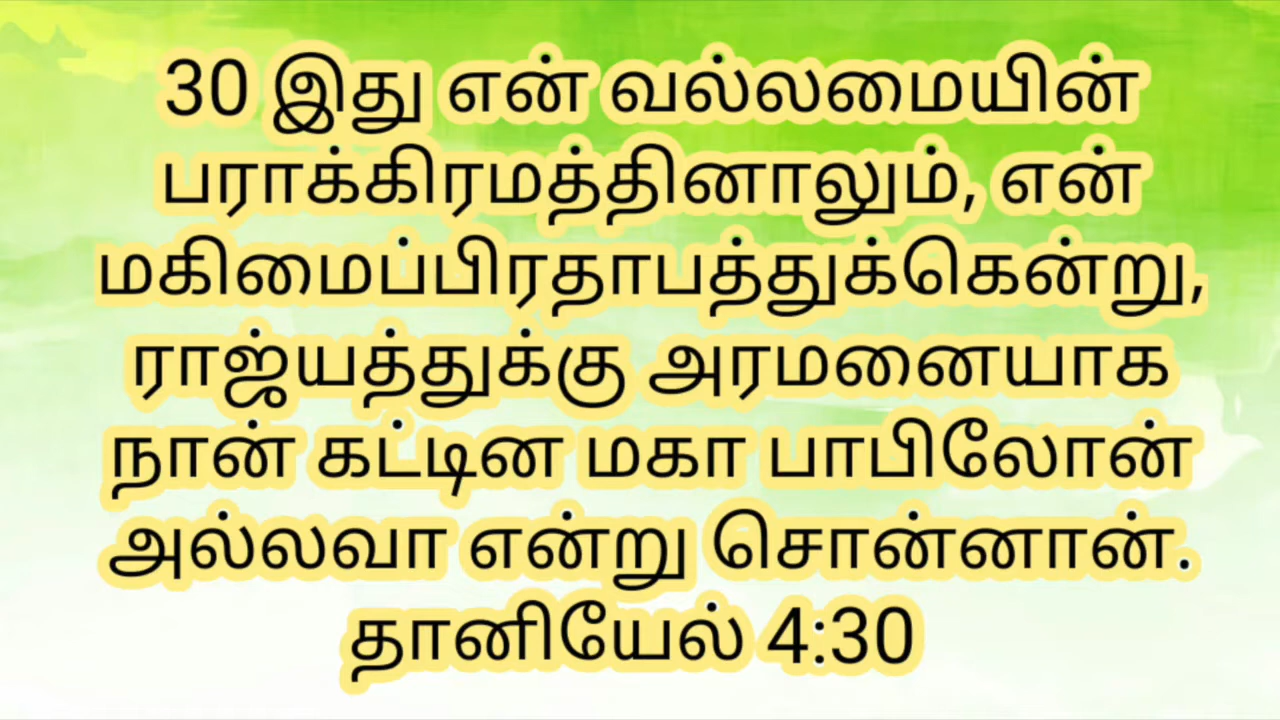 30 இது என் வல்லமையின்
பராக்கிரமத்தினாலும், என்
மகிமைப்பிரதாபத்துக்கென்று,
ராஜ்யத்துக்கு அரமனையாக
நான் கட்டின மகா பாபிலோன்
அல்லவா என்று சொன்னான்.
தானியேல் 4:30